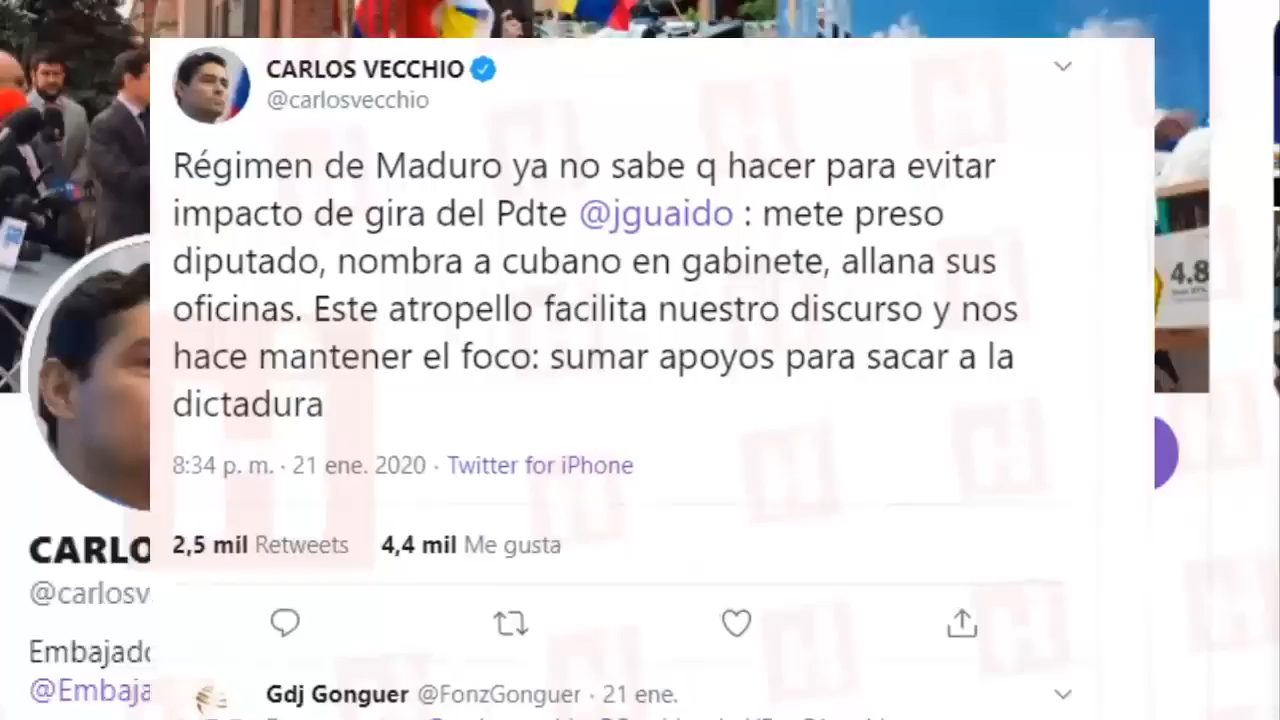 CARLOS VECCHIO
@carlosvecchio
Régimen de Maduro ya no sabe q hacer para evitar
impacto de gira del Pdte @jguaido : mete preso
diputado, nombra a cubano en gabinete, allana sus
oficinas. Este atropello facilita nuestro discurso y nos
hace mantener el foco: sumar apoyos para sacar a la
dictadura
8:34 p. m. · 21 ene. 2020 · Twitter for iPhone
2,5 mil Retweets 4,4 mil Me gusta
Gdj Gonguer @FonzGonguer · 21 ene.
4.8
CARLO
@carlosv
Embajado
@Embaja